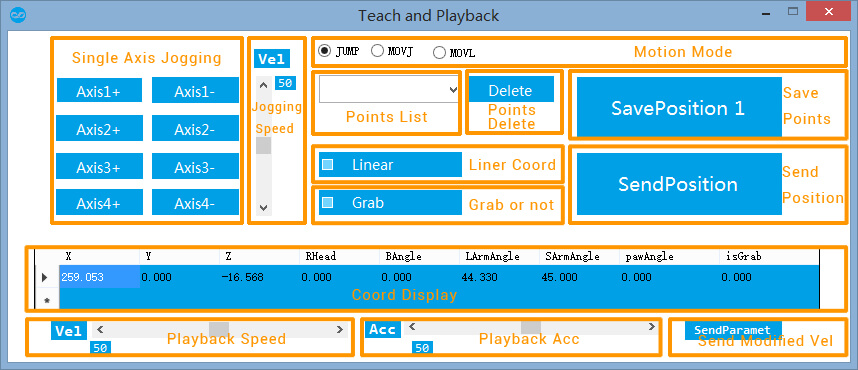 Teach and Playback
Single Axis Jogging
Axis1+ Axis1-
Axis2+ Axis2-
Axis3+ Axis3-
Axis4+ Axis4-
Vel
50
Jogging
Speed
JUMP MOVJ MOVL Motion Mode
Points List
Delete
Points
Delete
SavePosition 1
Save
Points
Linear Liner Coord
Grab Grab or not
SendPosition
Send
Position
X Y Z RHead BAngle LArmAngle SArmAngle pawAngle isGrab
259.053 0.000 -16.568 0.000 0.000 44.330 45.000 0.000 0.000
Coord Display
Vel
50
Playback Speed
Acc
50
Playback Acc
SendParamet
Send Modified Vel